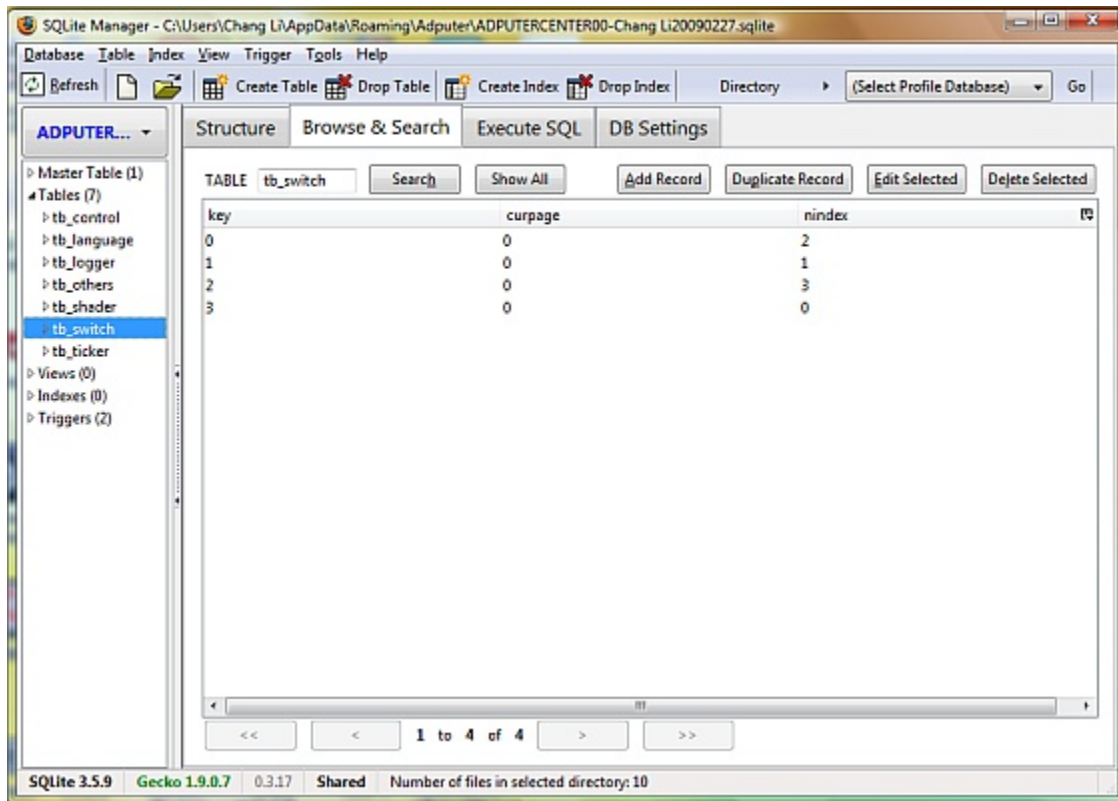 SQLite Manager - C:\Users\Chang Li\AppData\Roaming\Adputer\ADPUTERCENTER00-Chang Li20090227.sqlite
Database Table Index View Trigger Tools Help
Refresh Create Table Drop Table Create Index Drop Index Directory (Select Profile Database) Go
ADPUTER...
Structure Browse & Search Execute SQL DB Settings
Master Table (1)
Tables (7)
tb_control
tb_language
tb_logger
tb_others
tb_shader
tb_switch
tb_ticker
Views (0)
Indexes (0)
Triggers (2)
TABLE tb_switch Search Show All Add Record Duplicate Record Edit Selected Delete Selected
key curpage nindex
0 0 2
1 0 1
2 0 3
3 0 0
<< < 1 to 4 of 4 > >>
SQLite 3.5.9 Gecko 1.9.0.7 0.3.17 Shared Number of files in selected directory: 10